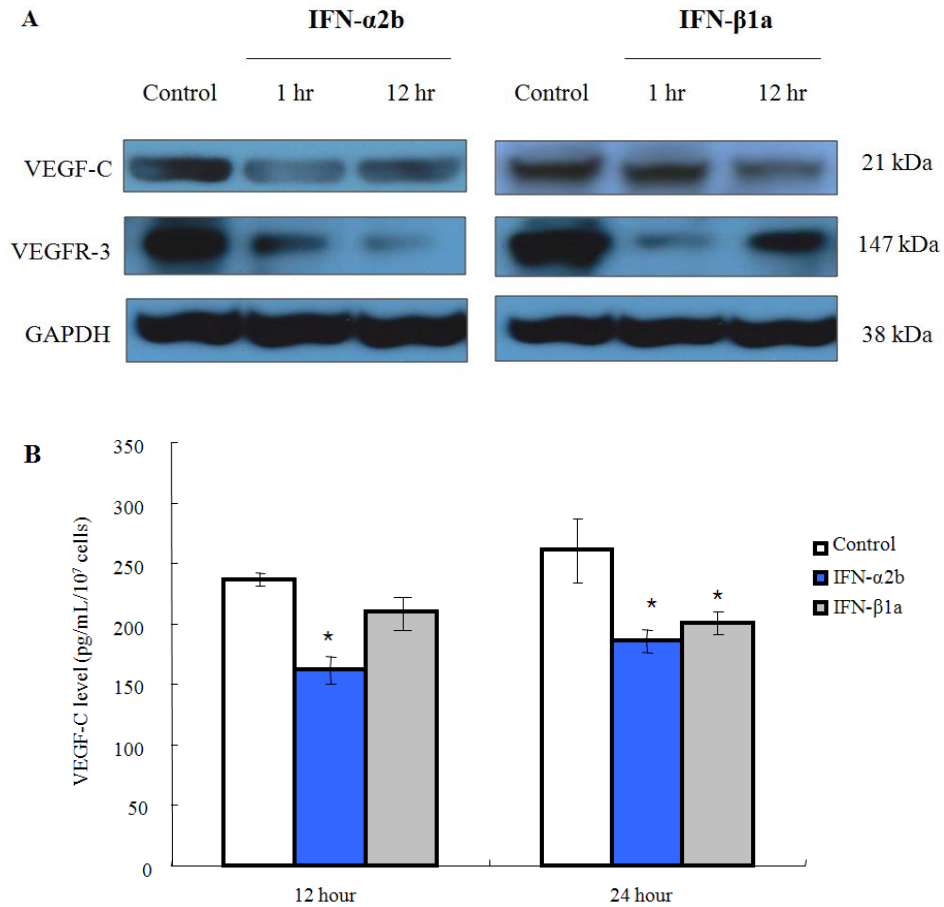 A
IFN-α2b
IFN-β1a
Control 1 hr 12 hr Control 1 hr 12 hr
VEGF-C 21 kDa
VEGFR-3 147 kDa
GAPDH 38 kDa
B
VEGF-C level (pg/mL/10⁷ cells)
350
300
250
200
150
100
50
0
* * *
12 hour 24 hour
Control
IFN-α2b
IFN-β1a